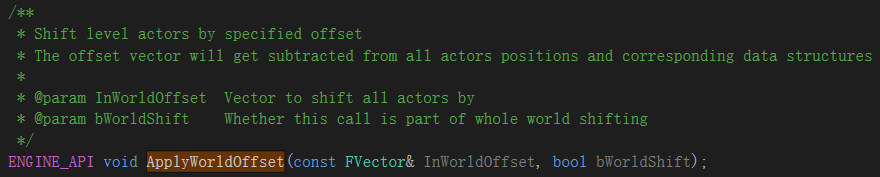 /**
 * Shift level actors by specified offset
 * The offset vector will get subtracted from all actors positions and corresponding data structures
 *
 * @param InWorldOffset  Vector to shift all actors by
 * @param bWorldShift    Whether this call is part of whole world shifting
 */
ENGINE_API void ApplyWorldOffset(const FVector& InWorldOffset, bool bWorldShift);